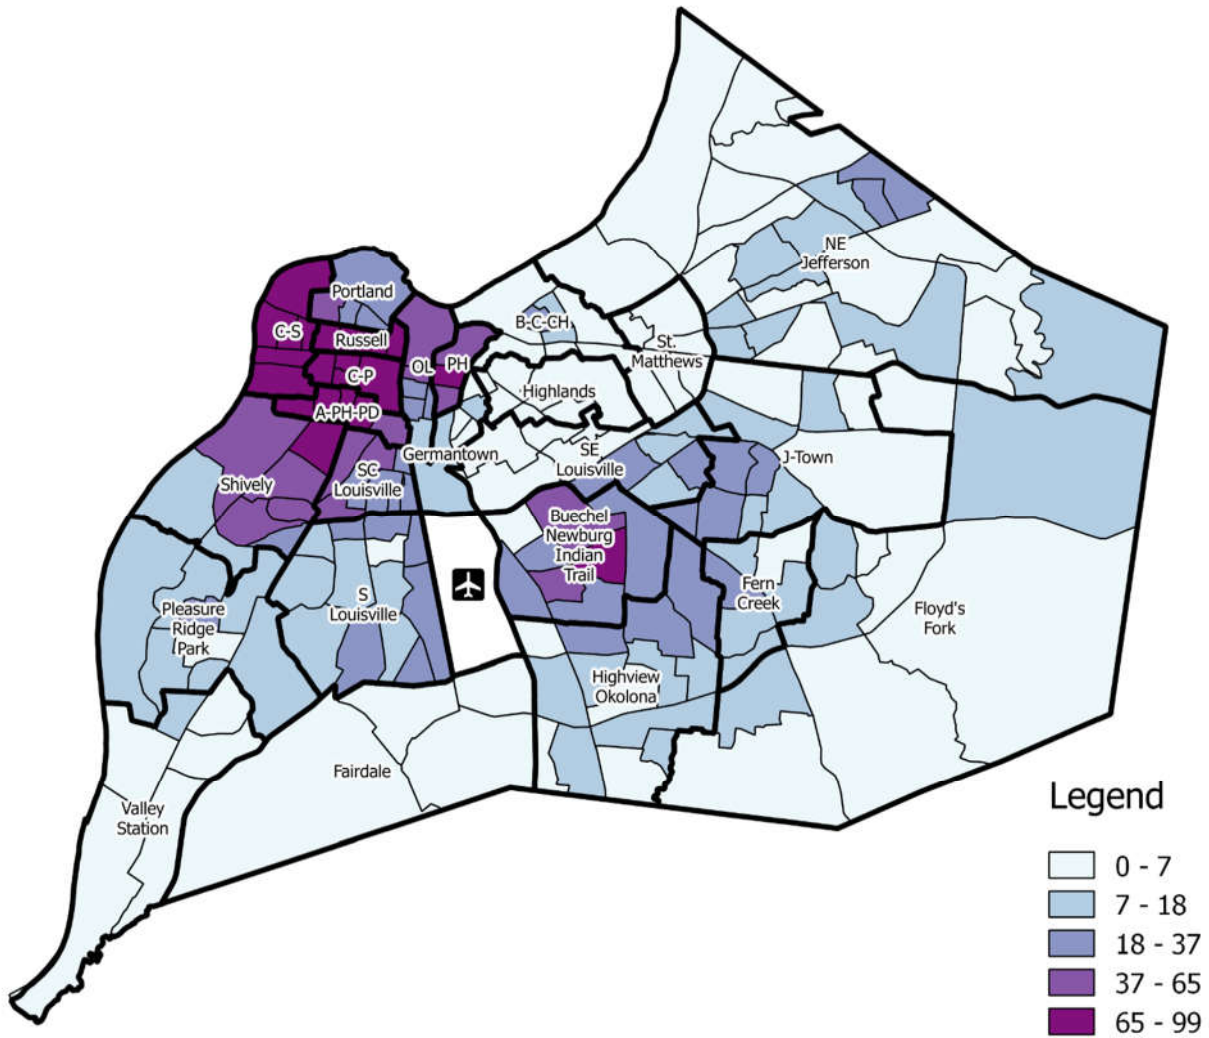 NE
Jefferson
Portland
C-S
Russell
B-C-CH
St.
Matthews
OL
PH
C-P
Highlands
A-PH-PD
Germantown
SE
Louisville
J-Town
SC
Louisville
Shively
Buechel
Newburg
Indian
Trail
Fern
Creek
Floyd's
Fork
S
Louisville
Pleasure
Ridge
Park
Highview
Okolona
Fairdale
Valley
Station
Legend
0 - 7
7 - 18
18 - 37
37 - 65
65 - 99